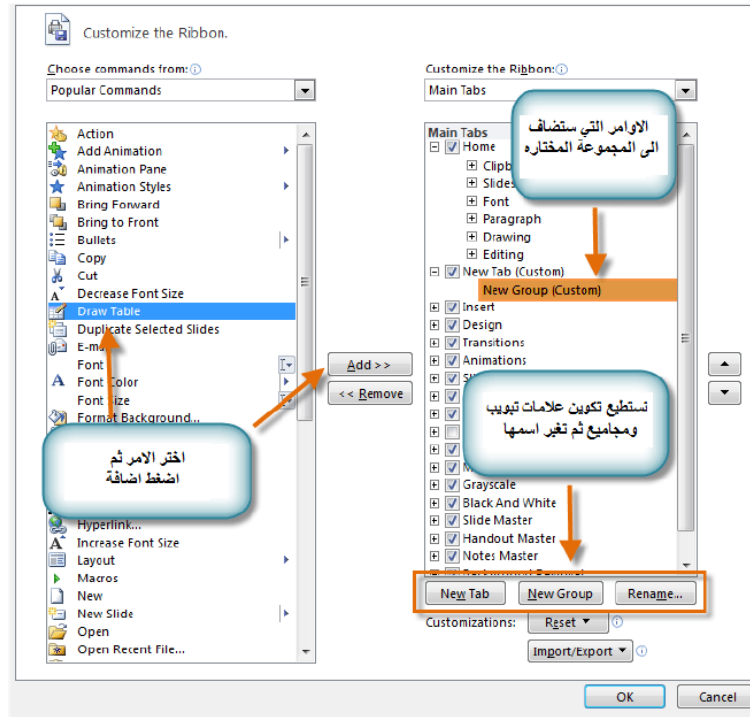 Customize the Ribbon.
Choose commands from:
Popular Commands
Action
Add Animation
Animation Pane
Animation Styles
Bring Forward
Bring to Front
Bullets
Copy
Cut
Decrease Font Size
Draw Table
Duplicate Selected Slides
Font
Font Color
Font Size
Format Background...
اختر الامر ثم
اضغط اضافة
Hyperlink...
Increase Font Size
Layout
Macros
New
New Slide
Open
Open Recent File...
Add >>
<< Remove
Customize the Ribbon:
Main Tabs
الاوامر التي ستضاف
الى المجموعة المختاره
Main Tabs
Home
Slides
Font
Paragraph
Drawing
Editing
New Tab (Custom)
New Group (Custom)
Insert
Design
Transitions
Animations
تستطيع تكوين علامات تبويب
ومجاميع ثم تغير اسمها
Grayscale
Black And White
Slide Master
Handout Master
Notes Master
New Tab New Group Rename...
Customizations: Reset
Import/Export
OK Cancel